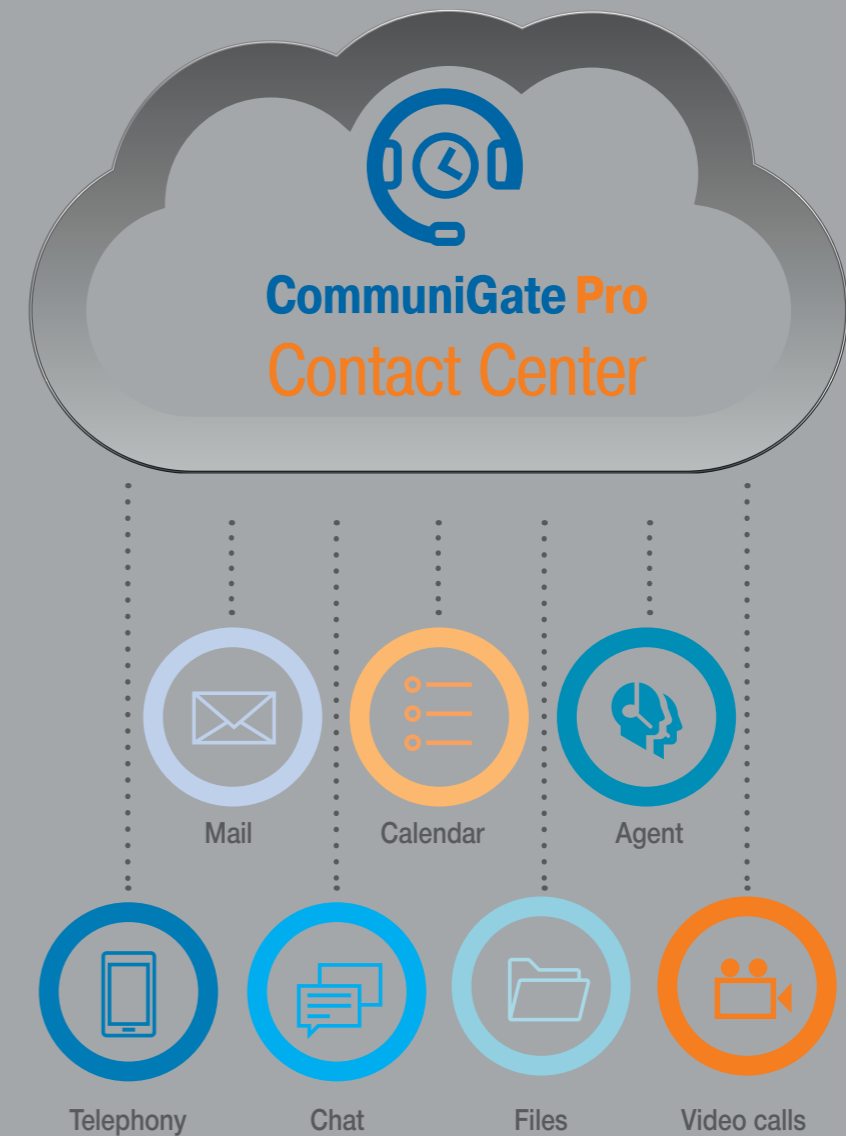 CommuniGate Pro
Contact Center
Mail
Calendar
Agent
Telephony
Chat
Files
Video calls